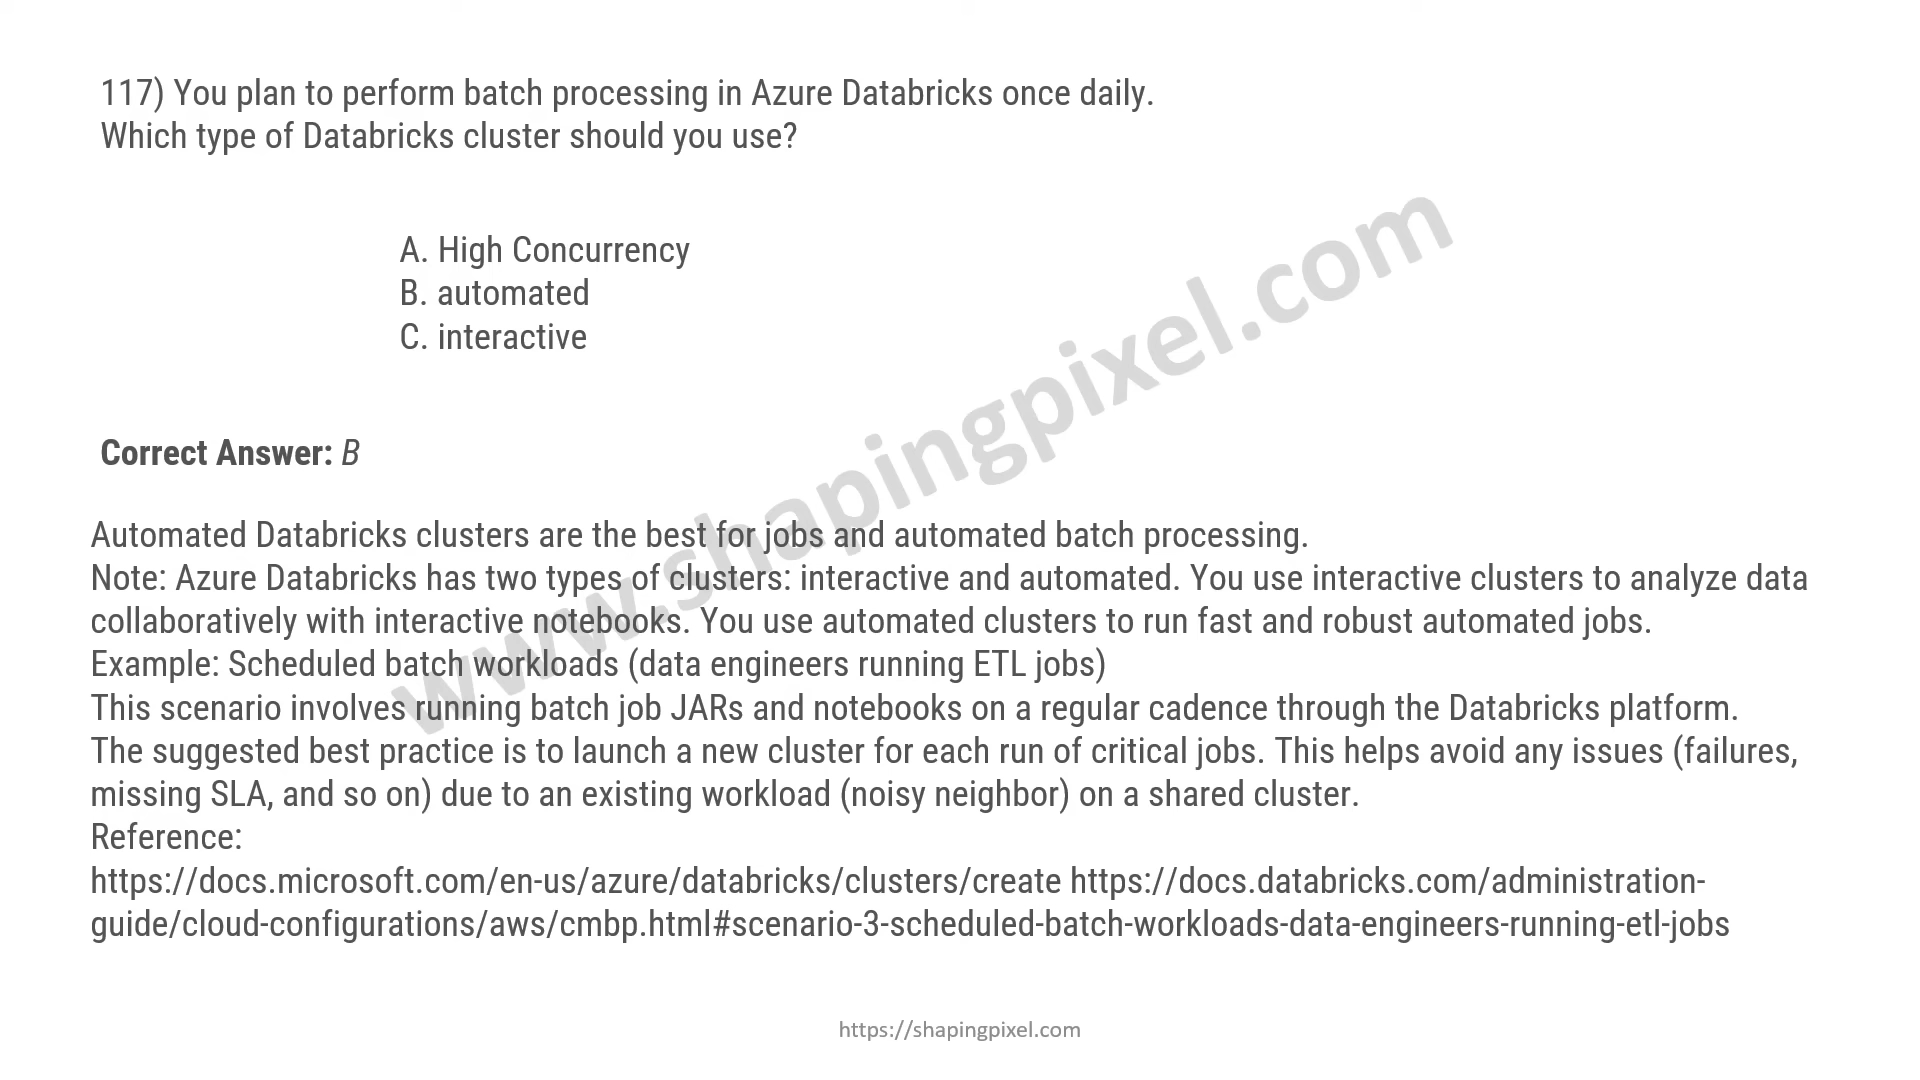 117) You plan to perform batch processing in Azure Databricks once daily.
Which type of Databricks cluster should you use?
A. High Concurrency
B. automated
C. interactive
Correct Answer: B
Automated Databricks clusters are the best for jobs and automated batch processing.
Note: Azure Databricks has two types of clusters: interactive and automated. You use interactive clusters to analyze data
collaboratively with interactive notebooks. You use automated clusters to run fast and robust automated jobs.
Example: Scheduled batch workloads (data engineers running ETL jobs)
This scenario involves running batch job JARs and notebooks on a regular cadence through the Databricks platform.
The suggested best practice is to launch a new cluster for each run of critical jobs. This helps avoid any issues (failures,
missing SLA, and so on) due to an existing workload (noisy neighbor) on a shared cluster.
Reference:
https://docs.microsoft.com/en-us/azure/databricks/clusters/create https://docs.databricks.com/administration-
guide/cloud-configurations/aws/cmbp.html#scenario-3-scheduled-batch-workloads-data-engineers-running-etl-jobs
www.shapingpixel.com
https://shapingpixel.com